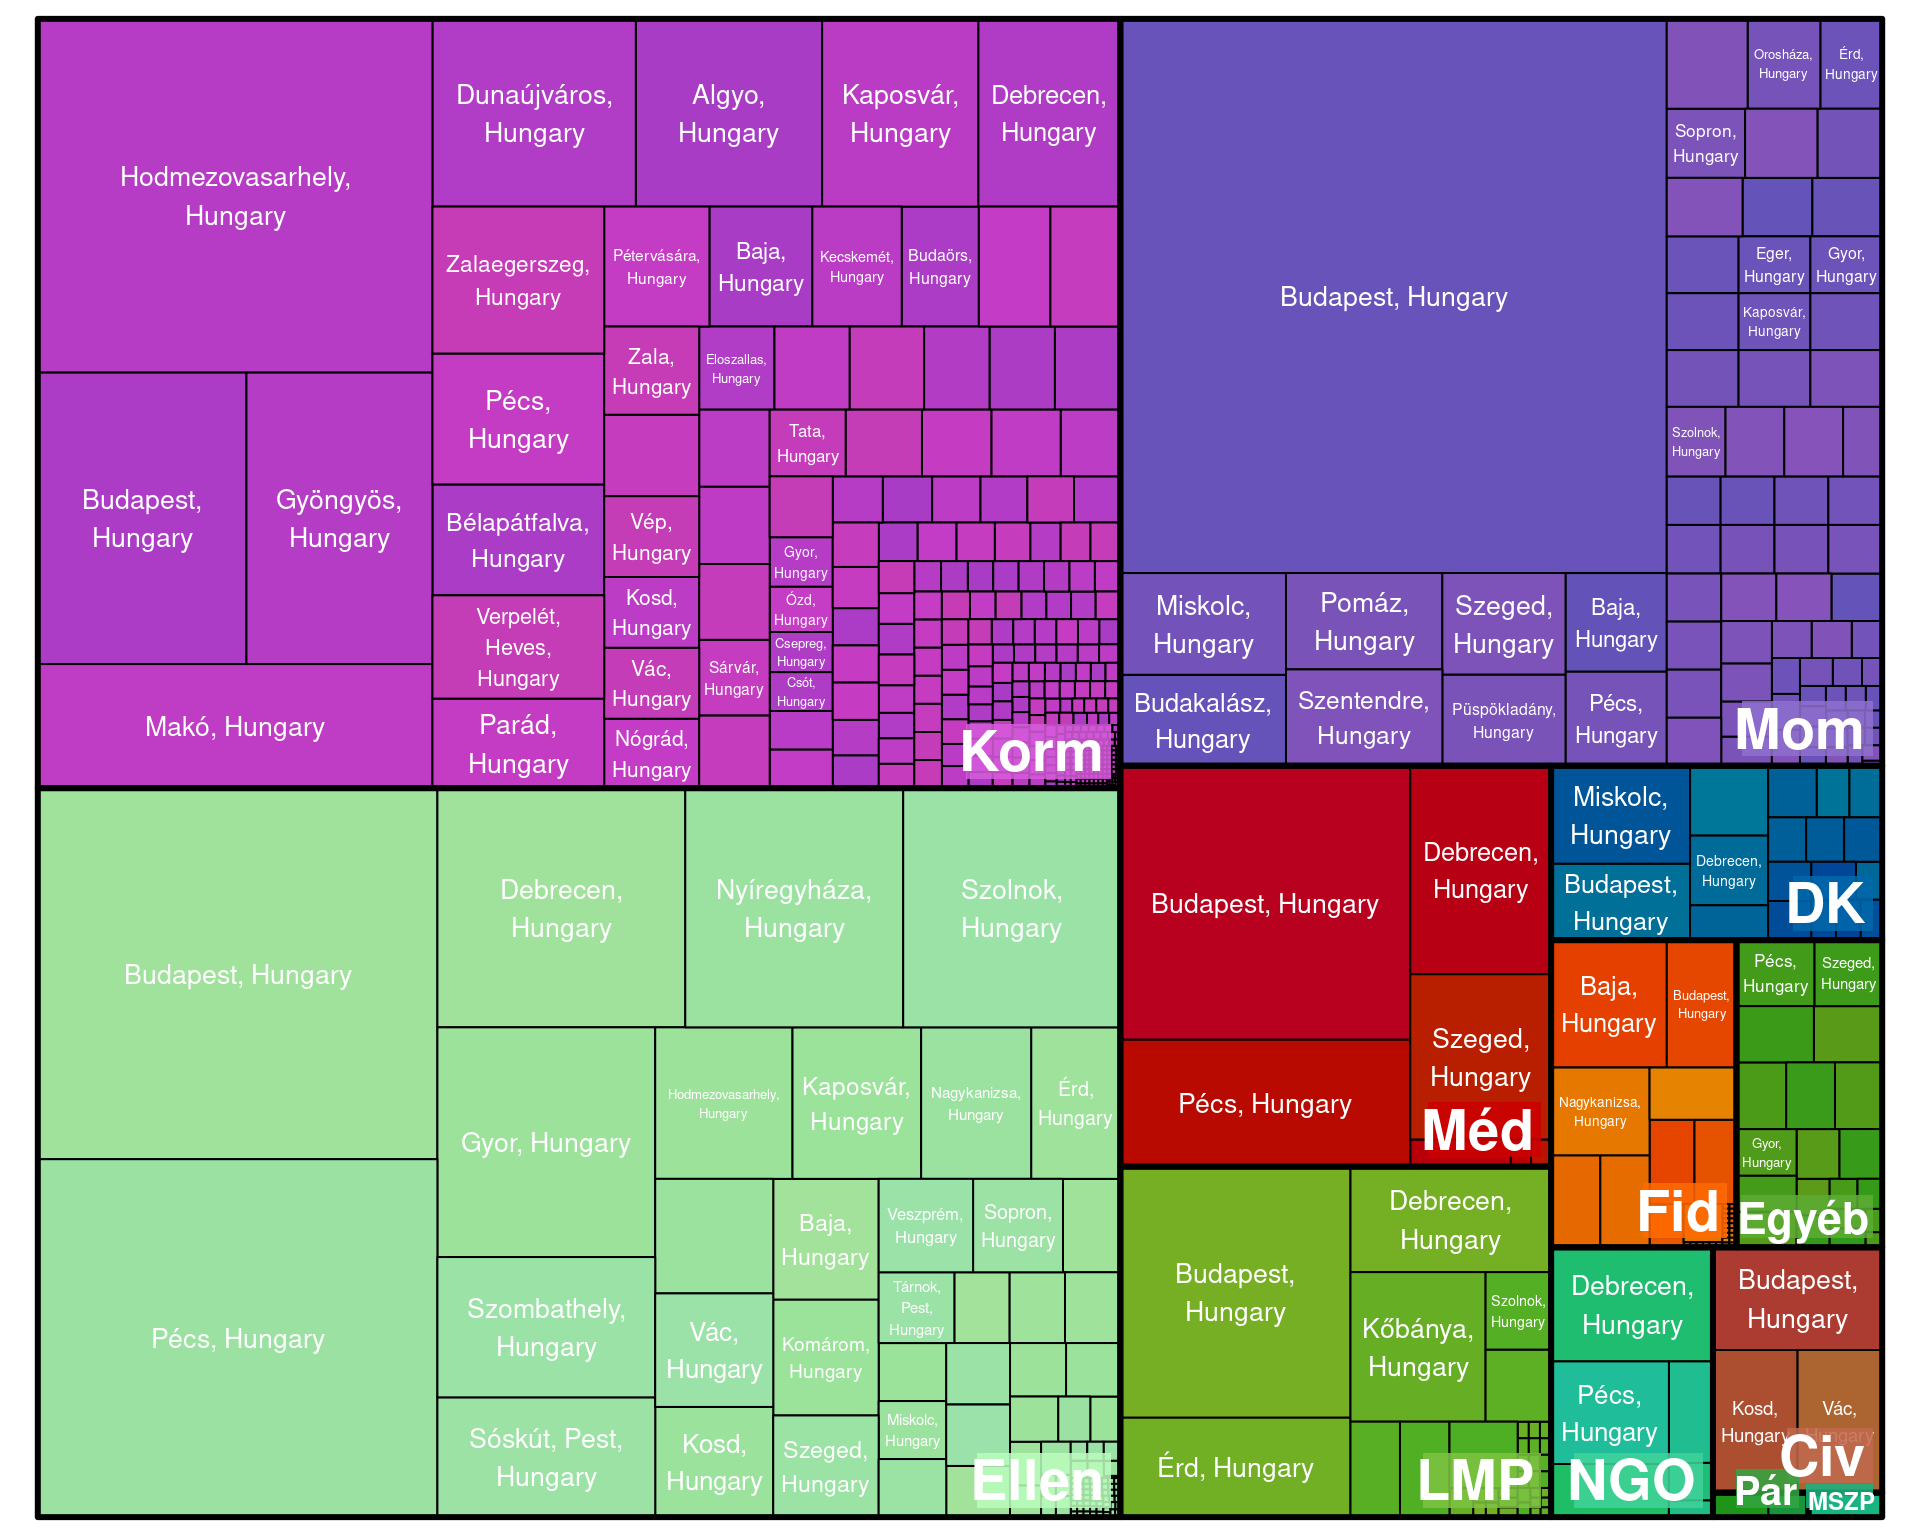 Hodmezovasarhely,
Hungary
Budapest,
Hungary
Gyöngyös,
Hungary
Makó, Hungary
Dunaújváros,
Hungary
Algyo,
Hungary
Kaposvár,
Hungary
Debrecen,
Hungary
Zalaegerszeg,
Hungary
Pécs,
Hungary
Bélapátfalva,
Hungary
Verpelét,
Heves,
Hungary
Parád,
Hungary
Pétervására,
Hungary
Baja,
Hungary
Kecskemét,
Hungary
Budaörs,
Hungary
Zala,
Hungary
Eloszallas,
Hungary
Vép,
Hungary
Kosd,
Hungary
Vác,
Hungary
Nógrád,
Hungary
Sárvár,
Hungary
Tata,
Hungary
Gyor,
Hungary
Ózd,
Hungary
Csepreg,
Hungary
Csót,
Hungary
Korm
Budapest, Hungary
Miskolc,
Hungary
Budakalász,
Hungary
Pomáz,
Hungary
Szentendre,
Hungary
Szeged,
Hungary
Püspökladány,
Hungary
Baja,
Hungary
Pécs,
Hungary
Orosháza,
Hungary
Érd,
Hungary
Sopron,
Hungary
Eger,
Hungary
Gyor,
Hungary
Kaposvár,
Hungary
Szolnok,
Hungary
Mom
Budapest, Hungary
Pécs, Hungary
Debrecen,
Hungary
Nyíregyháza,
Hungary
Szolnok,
Hungary
Gyor, Hungary
Szombathely,
Hungary
Sóskút, Pest,
Hungary
Hodmezovasarhely,
Hungary
Kaposvár,
Hungary
Nagykanizsa,
Hungary
Érd,
Hungary
Vác,
Hungary
Kosd,
Hungary
Baja,
Hungary
Komárom,
Hungary
Szeged,
Hungary
Veszprém,
Hungary
Sopron,
Hungary
Tárnok,
Pest,
Hungary
Miskolc,
Hungary
Ellen
Budapest, Hungary
Pécs, Hungary
Debrecen,
Hungary
Szeged,
Hungary
Méd
Budapest,
Hungary
Érd, Hungary
Debrecen,
Hungary
Kőbánya,
Hungary
Szolnok,
Hungary
LMP
Miskolc,
Hungary
Budapest,
Hungary
Debrecen,
Hungary
DK
Baja,
Hungary
Budapest,
Hungary
Nagykanizsa,
Hungary
Fid
Pécs,
Hungary
Szeged,
Hungary
Gyor,
Hungary
Egyéb
Debrecen,
Hungary
Pécs,
Hungary
NGO
Budapest,
Hungary
Kosd,
Hungary
Vác,
Hungary
Civ
Pár
MSZP